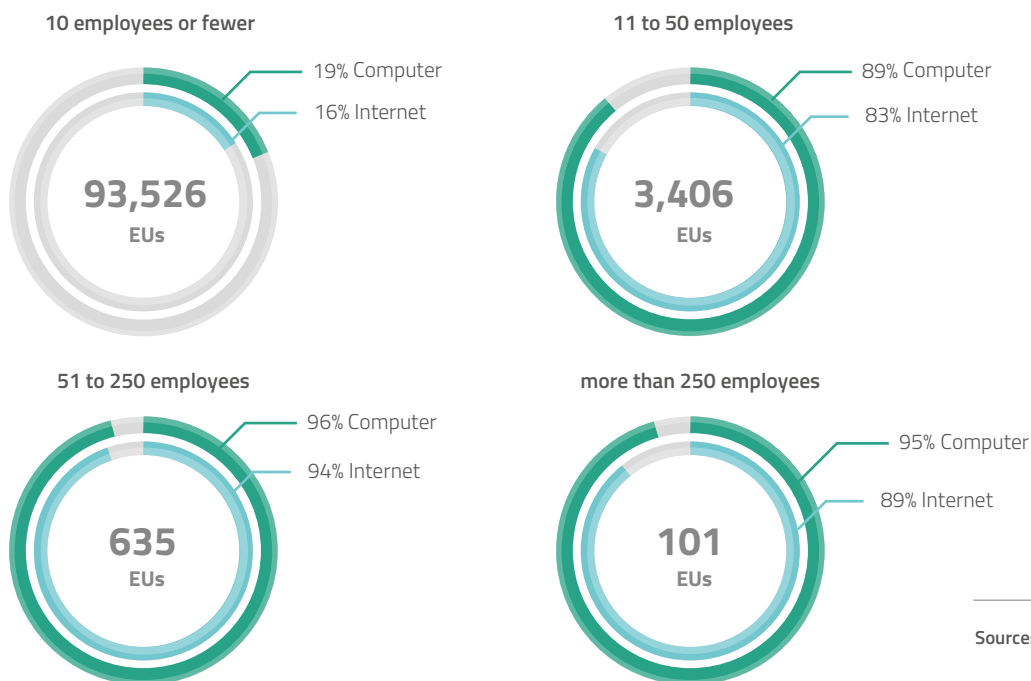 10 employees or fewer
19% Computer
16% Internet
93,526
EUs
11 to 50 employees
89% Computer
83% Internet
3,406
EUs
51 to 250 employees
96% Computer
94% Internet
635
EUs
more than 250 employees
95% Computer
89% Internet
101
EUs